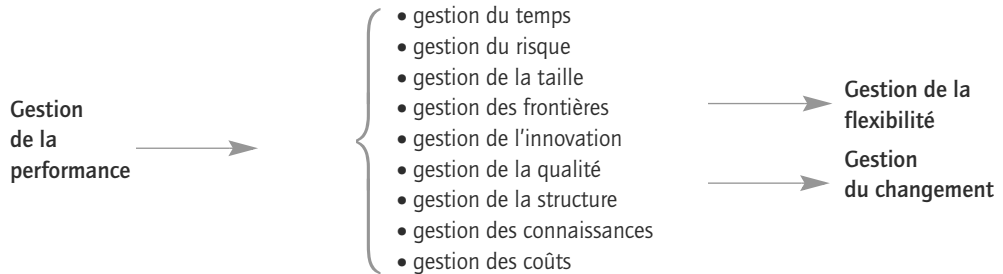 Gestion
de la
performance
• gestion du temps
• gestion du risque
• gestion de la taille
• gestion des frontières
• gestion de l'innovation
• gestion de la qualité
• gestion de la structure
• gestion des connaissances
• gestion des coûts
Gestion de la
flexibilité
Gestion
du changement